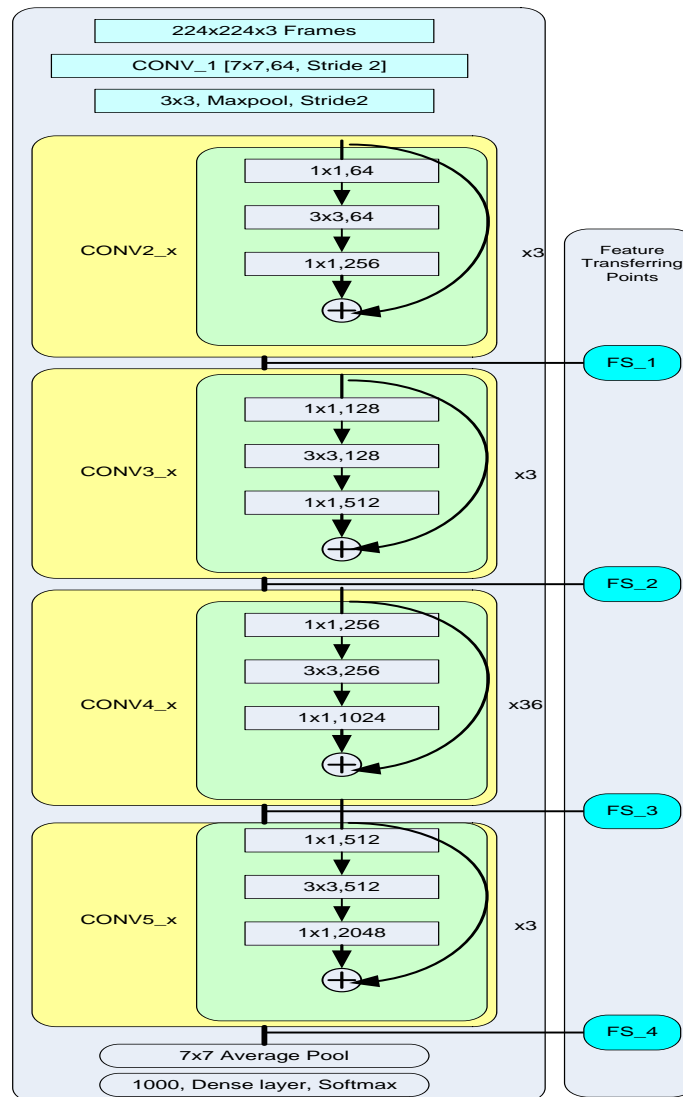 224x224x3 Frames
CONV_1 [7x7,64, Stride 2]
3x3, Maxpool, Stride2
CONV2_x
1x1,64
3x3,64
1x1,256
x3
Feature
Transferring
Points
FS_1
CONV3_x
1x1,128
3x3,128
1x1,512
x3
FS_2
CONV4_x
1x1,256
3x3,256
1x1,1024
x36
FS_3
CONV5_x
1x1,512
3x3,512
1x1,2048
x3
FS_4
7x7 Average Pool
1000, Dense layer, Softmax